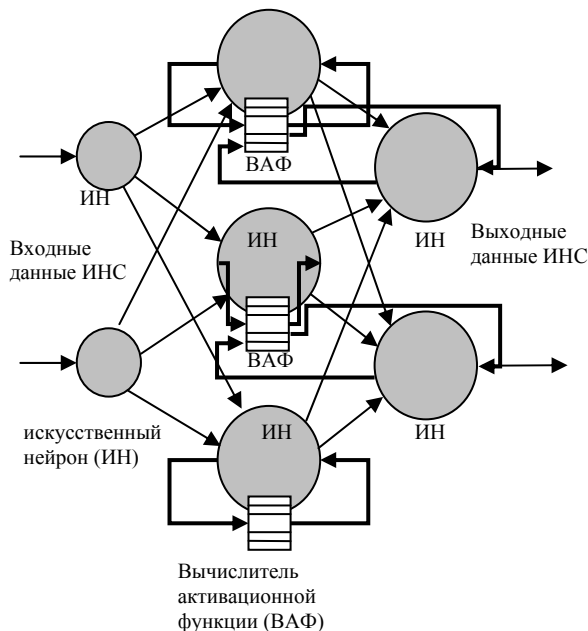 ВАФ
ИН
Входные
данные ИНС
ИН
ИН
Выходные
данные ИНС
ВАФ
искусственный
нейрон (ИН)
ИН
ИН
Вычислитель
активационной
функции (ВАФ)